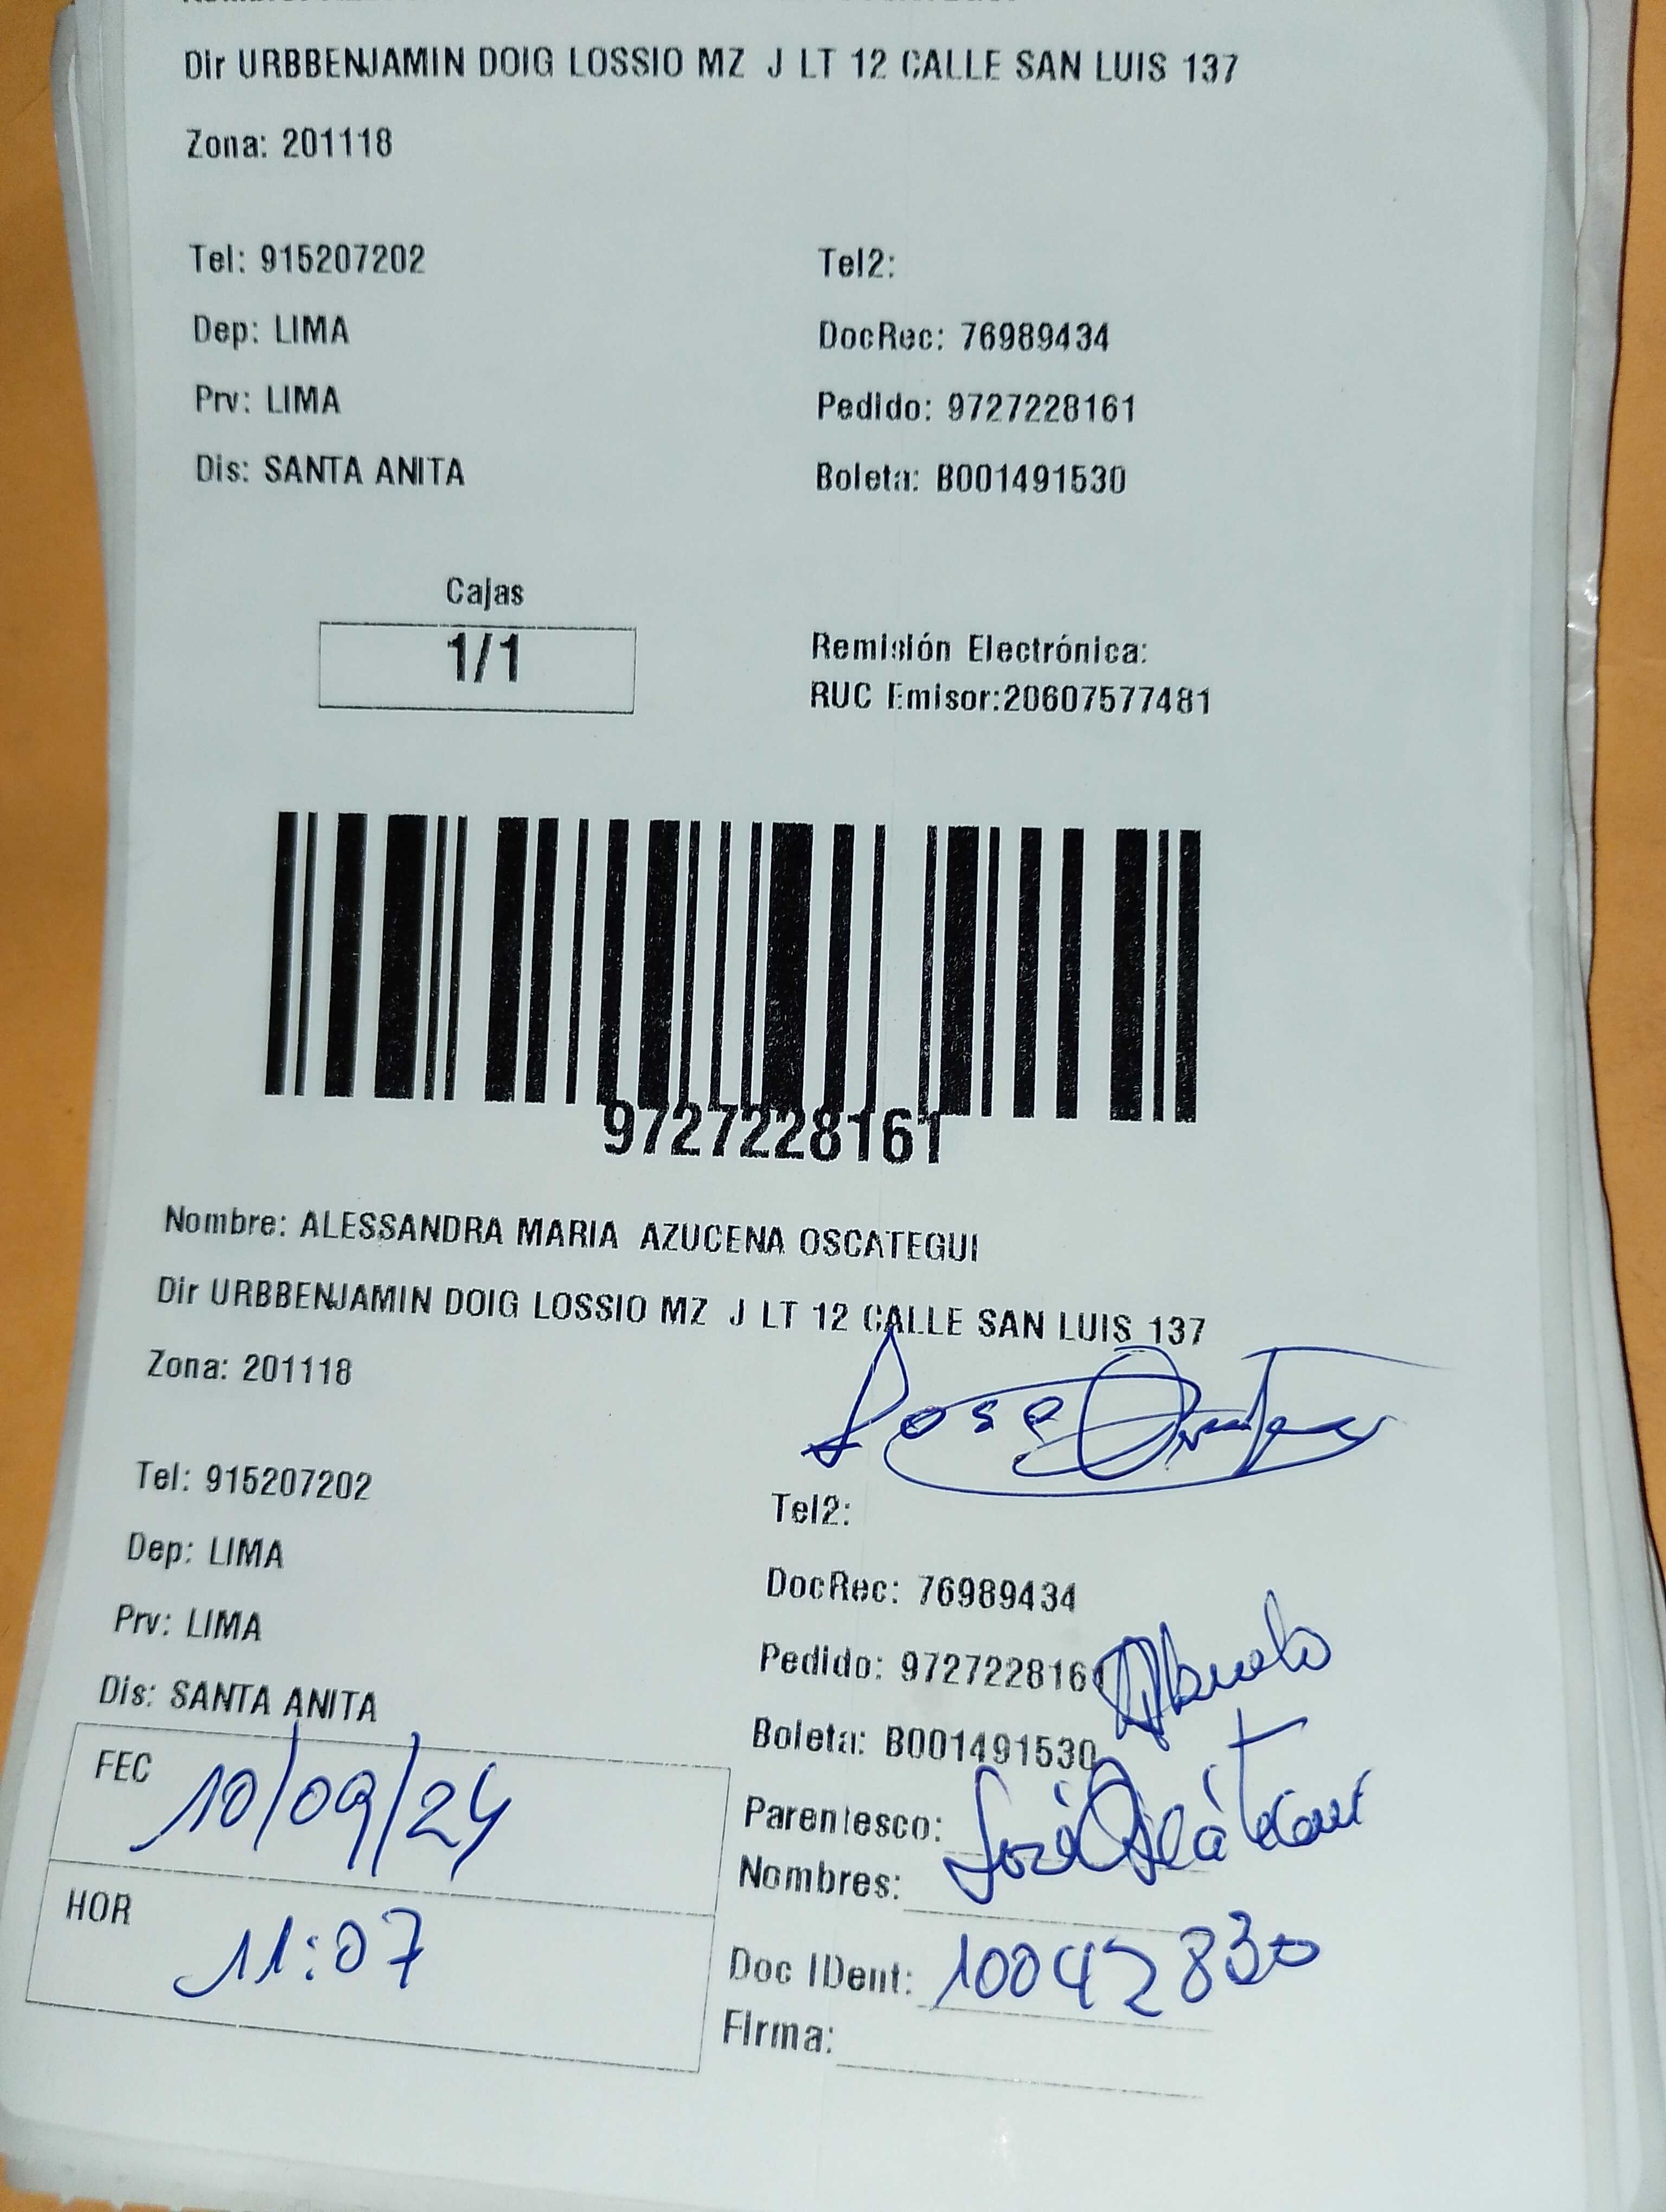 Dir URBBENJAMIN DOIG LOSSIO MZ J LT 12 CALLE SAN LUIS 137
Zona: 201118
Tel: 915207202
Tel2:
Dep: LIMA
DocRec: 76989434
Prv: LIMA
Pedido: 9727228161
Dis: SANTA ANITA
Boleta: B001491530
Cajas
1/1
Remisión Electrónica:
RUC Emisor:20607577481
9727228161
Nombre: ALESSANDRA MARIA AZUCENA OSCATEGUI
Dir URBBENJAMIN DOIG LOSSIO MZ J LT 12 CALLE SAN LUIS 137
Zona: 201118
Jose
Tel: 915207202
Tel2:
Dep: LIMA
DocRec: 76989434
Prv: LIMA
Pedido: 9727228161
Abuelo
Dis: SANTA ANITA
Boleta: B001491530
FEC 10/09/24
Parentesco:
Nombres: José
HOR 11:07
Doc IDent: 10042830
Firma: